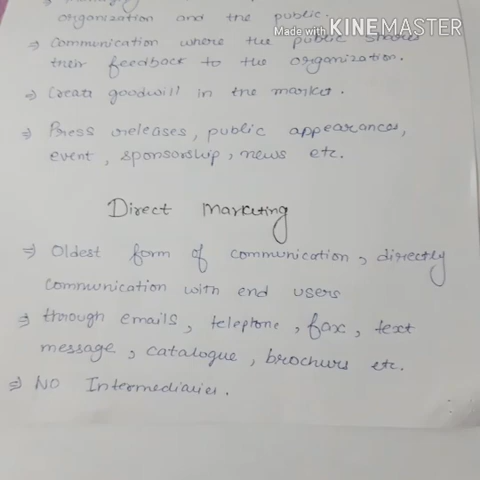 Made with KINEMASTER
organization and the public.
⇒ Communication where the public shares
their feedback to the organization.
⇒ Create goodwill in the market.
⇒ Press releases, public appearances,
event, sponsorship, news etc.
Direct Marketing
⇒ Oldest form of communication, directly
communication with end users
⇒ through emails, telephone, fax, text
message, catalogue, brochurs etc.
⇒ No Intermediaries.